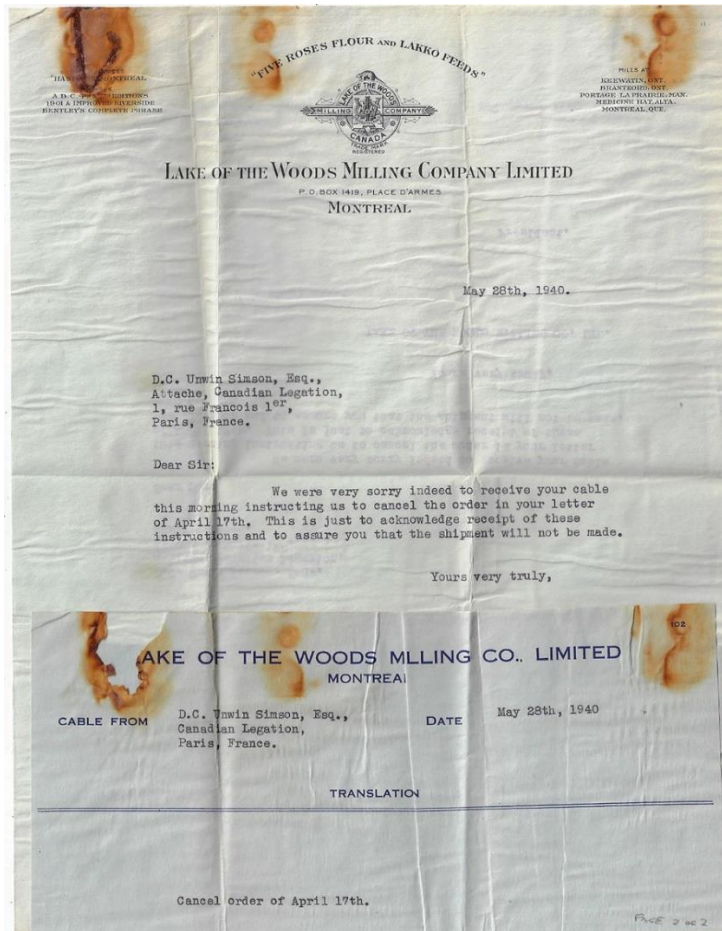 "FIVE ROSES FLOUR AND LAKKO FEEDS"
MONTREAL
A.B.C. EDITIONS
1901 & IMPROVED RIVERSIDE
BENTLEY'S COMPLETE PHRASE
LAKE OF THE WOODS
MILLING COMPANY
CANADA
TRADE MARK
REGISTERED
MILLS AT
KEEWATIN, ONT.
BRANTFORD, ONT.
PORTAGE LA PRAIRIE, MAN.
MEDICINE HAT, ALTA.
MONTREAL, QUE.
LAKE OF THE WOODS MILLING COMPANY LIMITED
P.O. BOX 1419, PLACE D'ARMES
MONTREAL
May 28th, 1940.
D.C. Unwin Simson, Esq.,
Attache, Canadian Legation,
1, rue Francois 1er,
Paris, France.
Dear Sir:
We were very sorry indeed to receive your cable
this morning instructing us to cancel the order in your letter
of April 17th. This is just to acknowledge receipt of these
instructions and to assure you that the shipment will not be made.
Yours very truly,
102
AKE OF THE WOODS MLLING CO., LIMITED
MONTREAL
CABLE FROM D.C. Unwin Simson, Esq., DATE May 28th, 1940
Canadian Legation,
Paris, France.
TRANSLATION
Cancel order of April 17th.
PAGE 2 OF 2